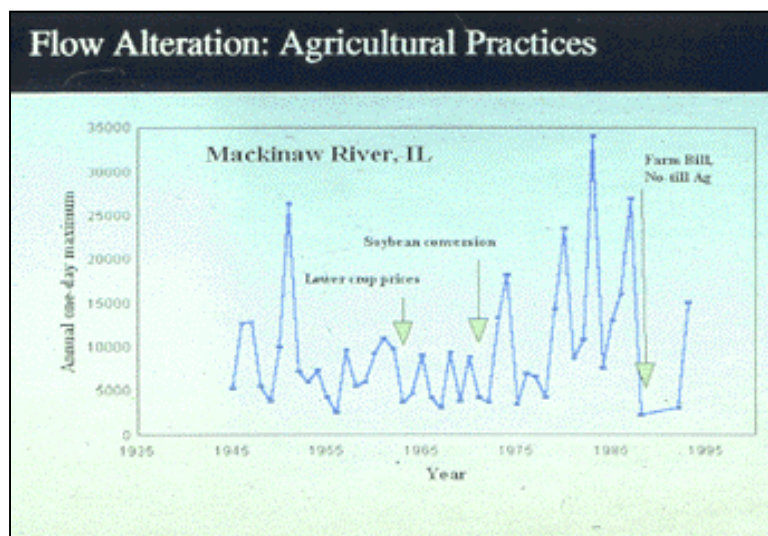 Flow Alteration: Agricultural Practices
35000
30000
25000
20000
15000
10000
5000
0
Annual one-day maximum
Mackinaw River, IL
Farm Bill,
No-till Ag
Soybean conversion
Lower crop prices
1935
1945
1955
1965
1975
1985
1995
Year